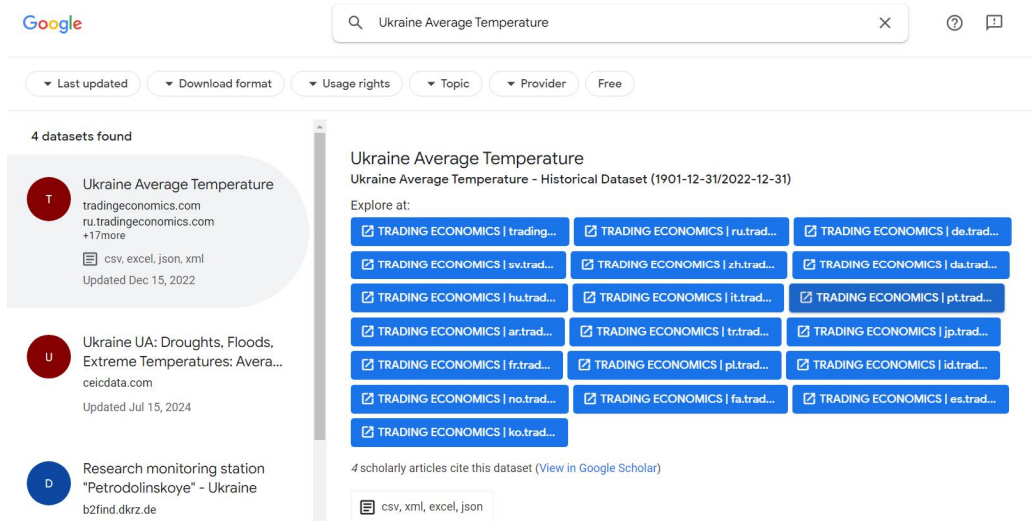 Google
Ukraine Average Temperature
Last updated
Download format
Usage rights
Topic
Provider
Free
4 datasets found
T
Ukraine Average Temperature
tradingeconomics.com
ru.tradingeconomics.com
+17more
csv, excel, json, xml
Updated Dec 15, 2022
U
Ukraine UA: Droughts, Floods,
Extreme Temperatures: Avera...
ceicdata.com
Updated Jul 15, 2024
D
Research monitoring station
"Petrodolinskoye" - Ukraine
b2find.dkrz.de
Ukraine Average Temperature
Ukraine Average Temperature - Historical Dataset (1901-12-31/2022-12-31)
Explore at:
TRADING ECONOMICS | trading...
TRADING ECONOMICS | ru.trad...
TRADING ECONOMICS | de.trad...
TRADING ECONOMICS | sv.trad...
TRADING ECONOMICS | zh.trad...
TRADING ECONOMICS | da.trad...
TRADING ECONOMICS | hu.trad...
TRADING ECONOMICS | it.trad...
TRADING ECONOMICS | pt.trad...
TRADING ECONOMICS | ar.trad...
TRADING ECONOMICS | tr.trad...
TRADING ECONOMICS | jp.trad...
TRADING ECONOMICS | fr.trad...
TRADING ECONOMICS | pl.trad...
TRADING ECONOMICS | id.trad...
TRADING ECONOMICS | no.trad...
TRADING ECONOMICS | fa.trad...
TRADING ECONOMICS | es.trad...
TRADING ECONOMICS | ko.trad...
4 scholarly articles cite this dataset (View in Google Scholar)
csv, xml, excel, json